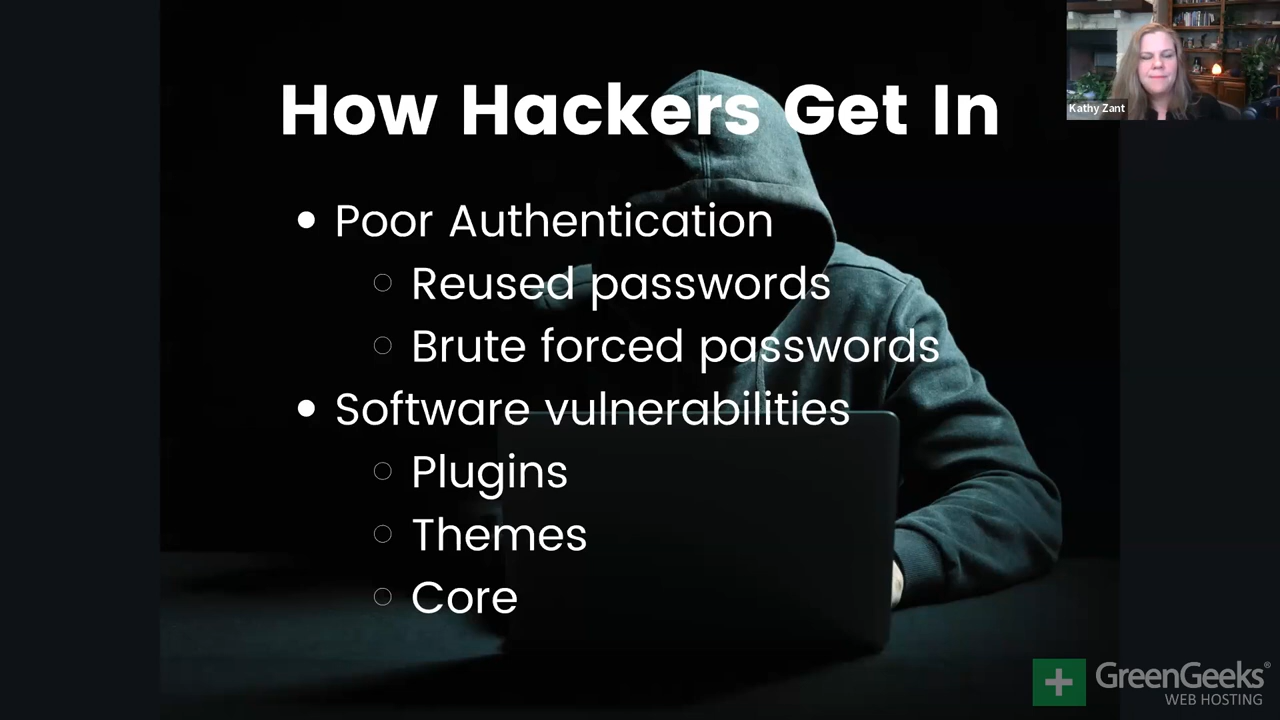 How Hackers Get In
Kathy Zant
Poor Authentication
Reused passwords
Brute forced passwords
Software vulnerabilities
Plugins
Themes
Core
GreenGeeks®
WEB HOSTING